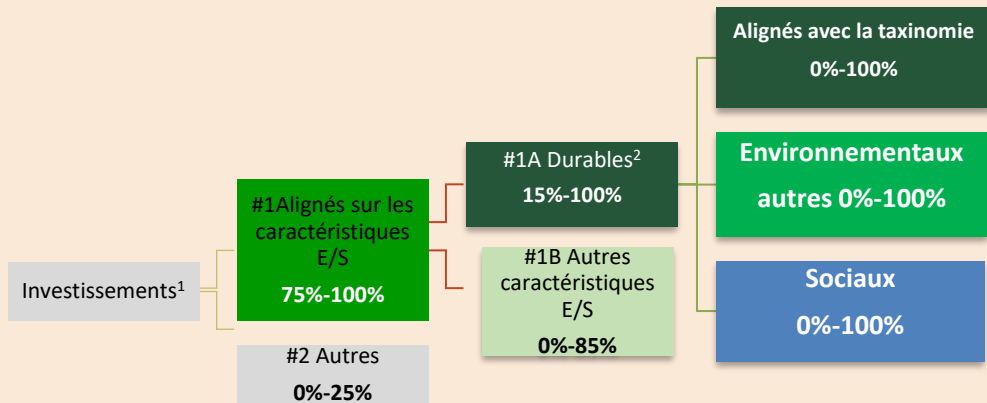 Investissements¹
#1Alignés sur les
caractéristiques
E/S
75%-100%
#2 Autres
0%-25%
#1A Durables²
15%-100%
#1B Autres
caractéristiques
E/S
0%-85%
Alignés avec la taxinomie
0%-100%
Environnementaux
autres 0%-100%
Sociaux
0%-100%